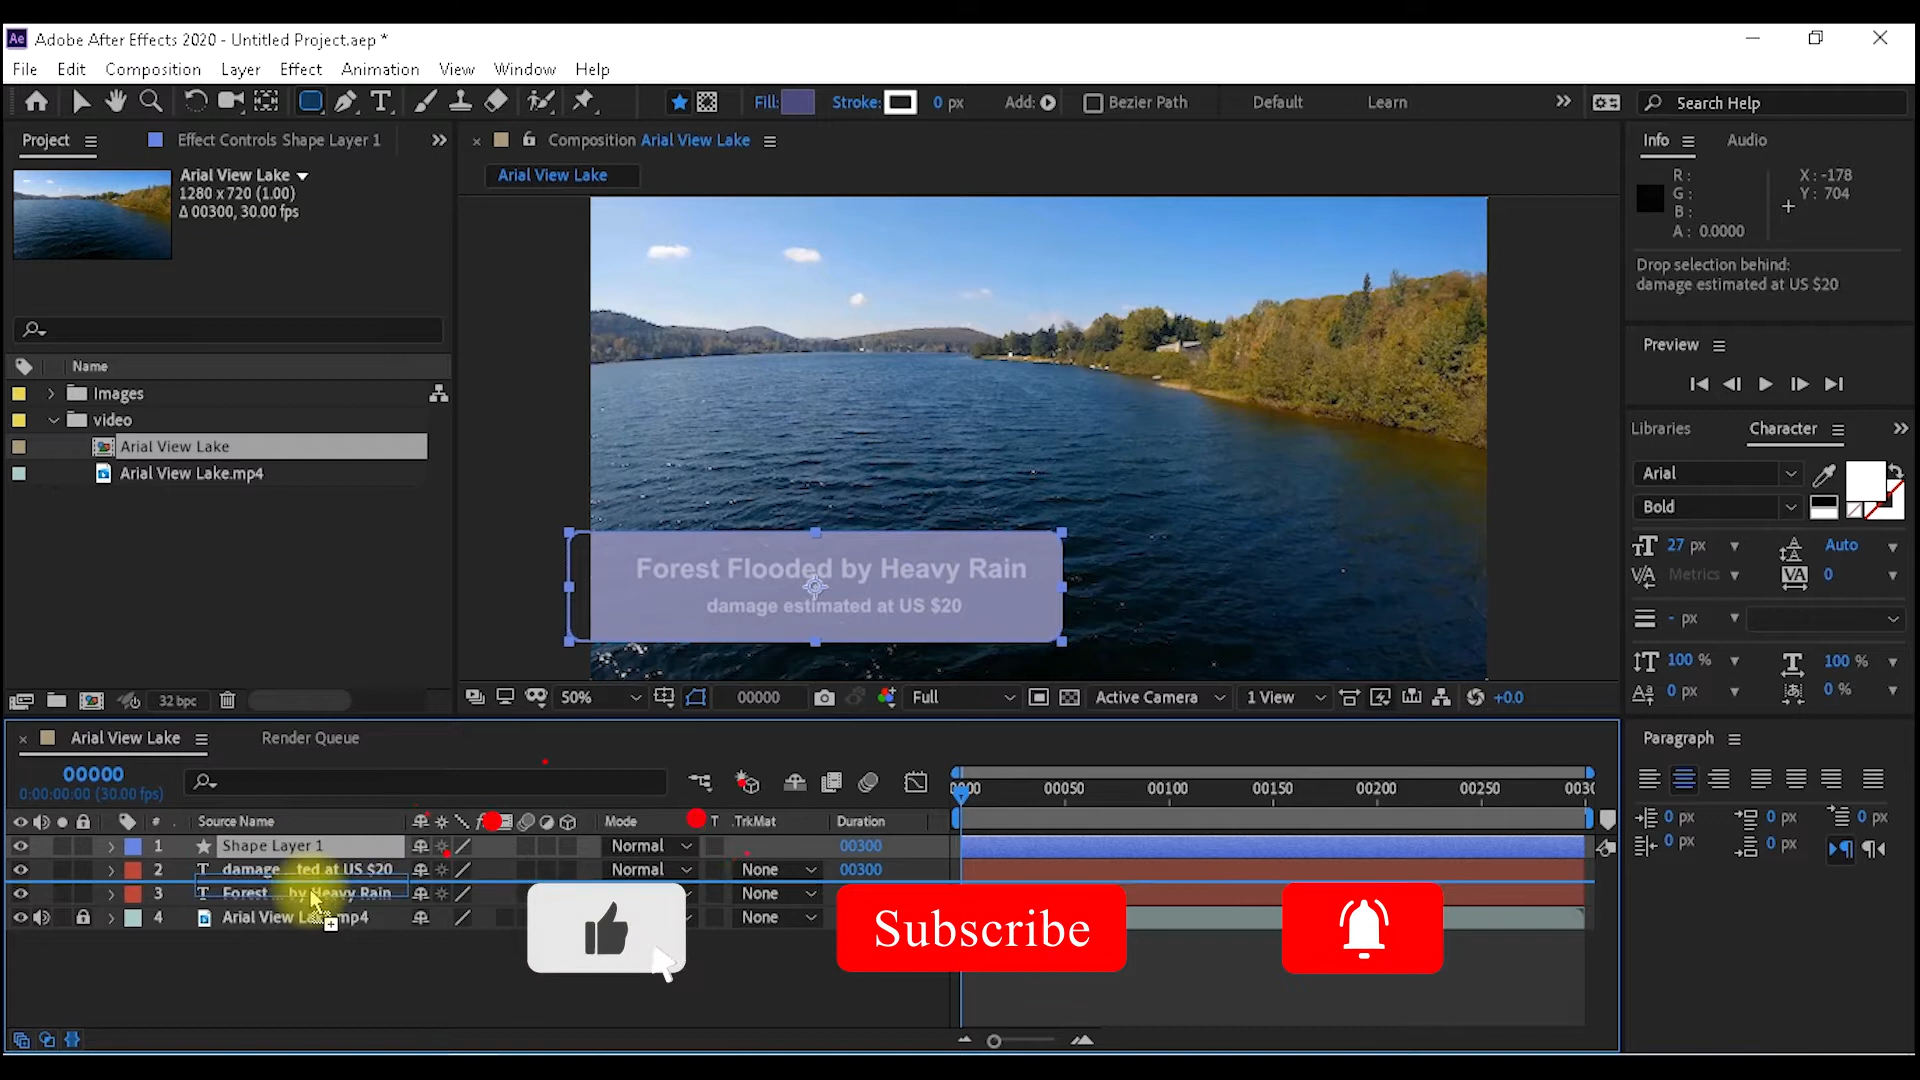 Ae Adobe After Effects 2020 - Untitled Project.aep *
File Edit Composition Layer Effect Animation View Window Help
Fill: Stroke: 0 px Add: Bezier Path Default Learn Search Help
Project Effect Controls Shape Layer 1
Arial View Lake
1280 x 720 (1.00)
Δ 00300, 30.00 fps
Name
Images
video
Arial View Lake
Arial View Lake.mp4
32 bpc
Composition Arial View Lake
Arial View Lake
Forest Flooded by Heavy Rain
damage estimated at US $20
50% 00000 Full Active Camera 1 View +0.0
Info Audio
R : X : -178
G : Y : 704
B :
A : 0.0000
Drop selection behind:
damage estimated at US $20
Preview
Libraries Character
Arial
Bold
27 px Auto
Metrics 0
- px
100 % 100 %
0 px 0 %
Paragraph
0 px 0 px 0 px
0 px 0 px
Arial View Lake Render Queue
00000
0:00:00:00 (30.00 fps)
# Source Name Mode T .TrkMat Duration
0000 00050 00100 00150 00200 00250 0030
1 Shape Layer 1 Normal 00300
2 T damage ... ted at US $20 Normal None 00300
3 T Forest ... by Heavy Rain None
4 Arial View Lake.mp4 None
Subscribe